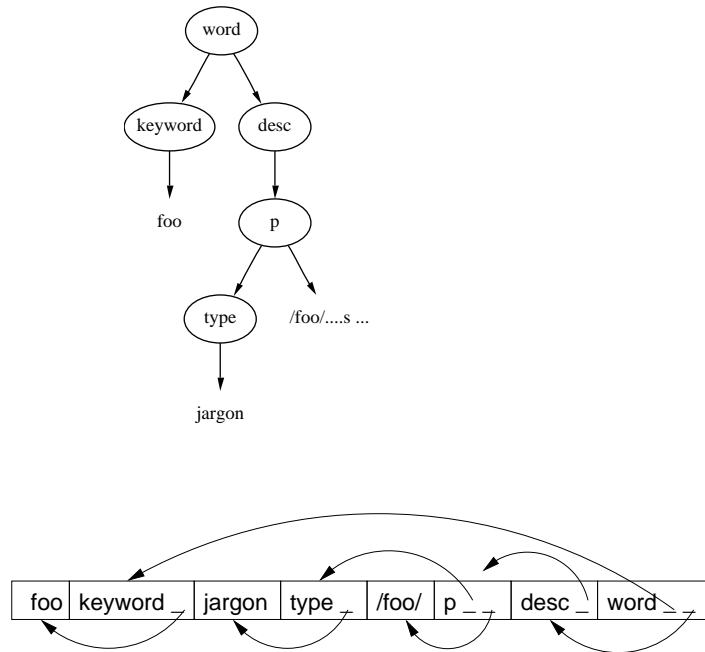 word
keyword desc
foo p
type /foo/....s ...
jargon
foo keyword _ jargon type _ /foo/ p _ _ desc _ word _ _